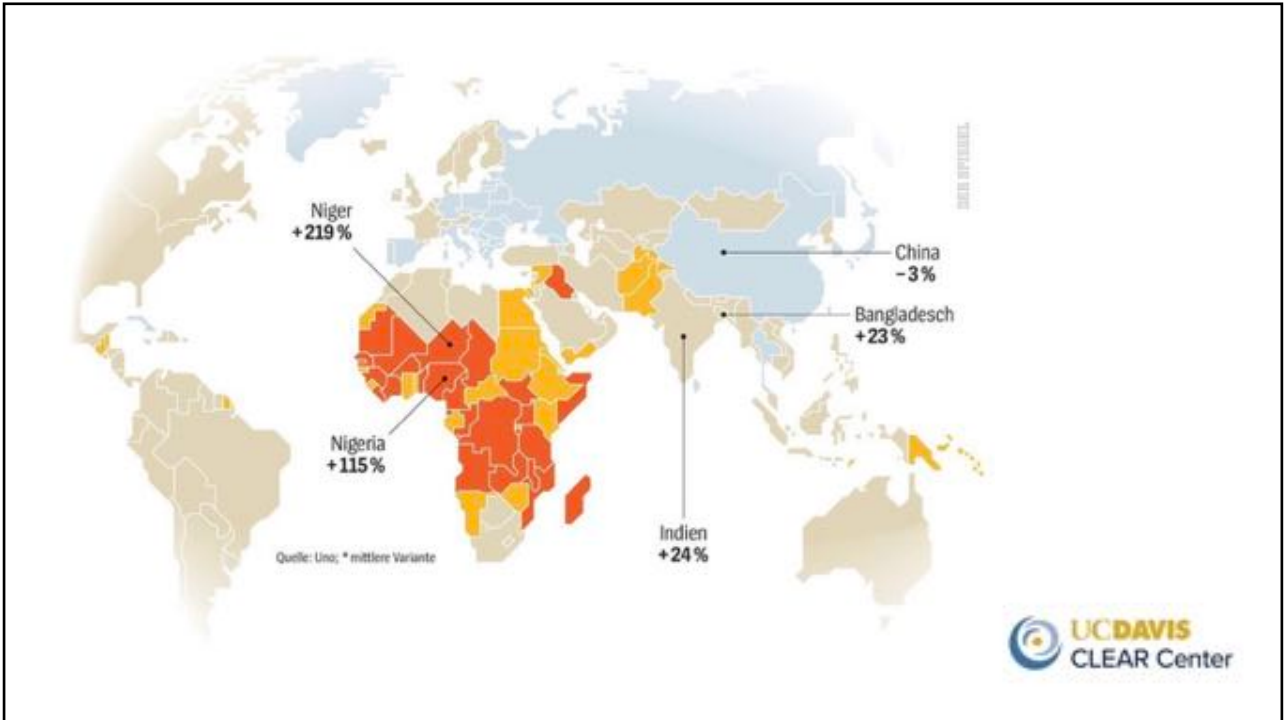 DER SPIEGEL
Niger
+219 %
China
–3 %
Bangladesch
+23 %
Nigeria
+115 %
Indien
+24 %
Quelle: Uno; * mittlere Variante
UCDAVIS
CLEAR Center